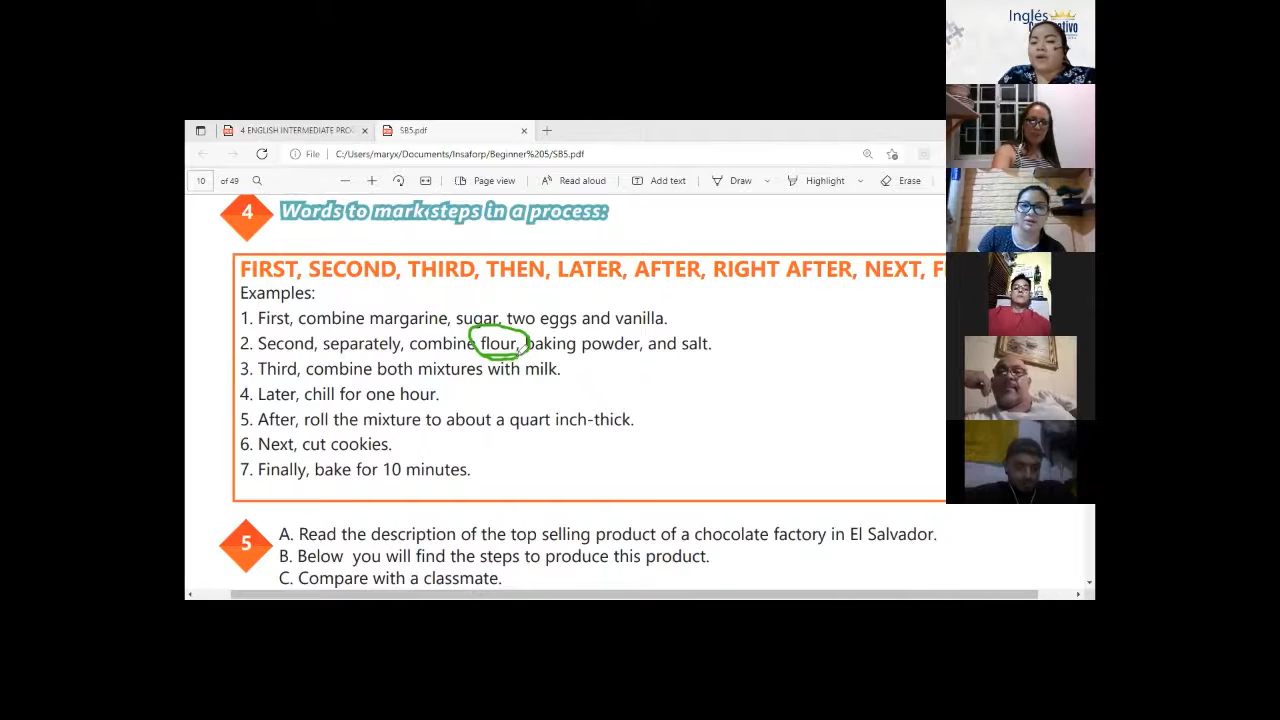 Inglés
4 ENGLISH INTERMEDIATE PRO
SB5.pdf
File
C:/Users/maryx/Documents/Insaforp/Beginner%205/SB5.pdf
10 of 49
Page view
Read aloud
Add text
Draw
Highlight
Erase
4 Words to mark steps in a process:
FIRST, SECOND, THIRD, THEN, LATER, AFTER, RIGHT AFTER, NEXT, F
Examples:
1. First, combine margarine, sugar, two eggs and vanilla.
2. Second, separately, combine flour, baking powder, and salt.
3. Third, combine both mixtures with milk.
4. Later, chill for one hour.
5. After, roll the mixture to about a quart inch-thick.
6. Next, cut cookies.
7. Finally, bake for 10 minutes.
5 A. Read the description of the top selling product of a chocolate factory in El Salvador.
B. Below you will find the steps to produce this product.
C. Compare with a classmate.